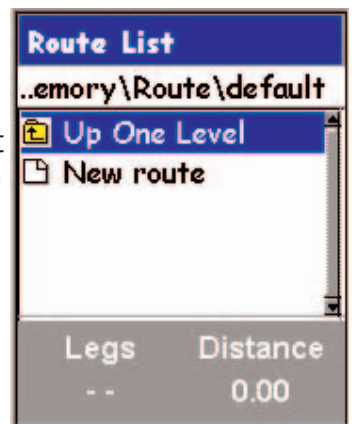 Route List
..emory\Route\default
Up One Level
New route
Legs Distance
- - 0.00